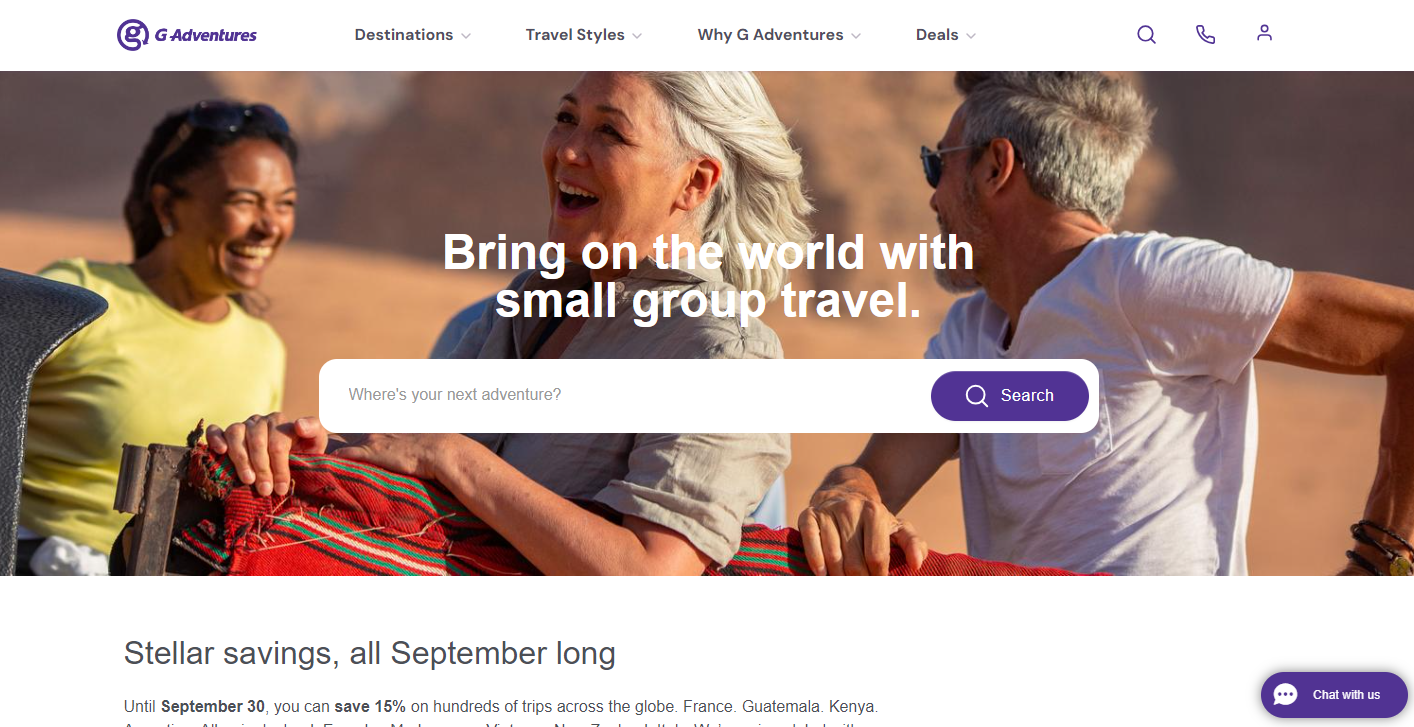 G Adventures
Destinations
Travel Styles
Why G Adventures
Deals
Bring on the world with
small group travel.
Where's your next adventure?
Search
Stellar savings, all September long
Until September 30, you can save 15% on hundreds of trips across the globe. France. Guatemala. Kenya.
Chat with us